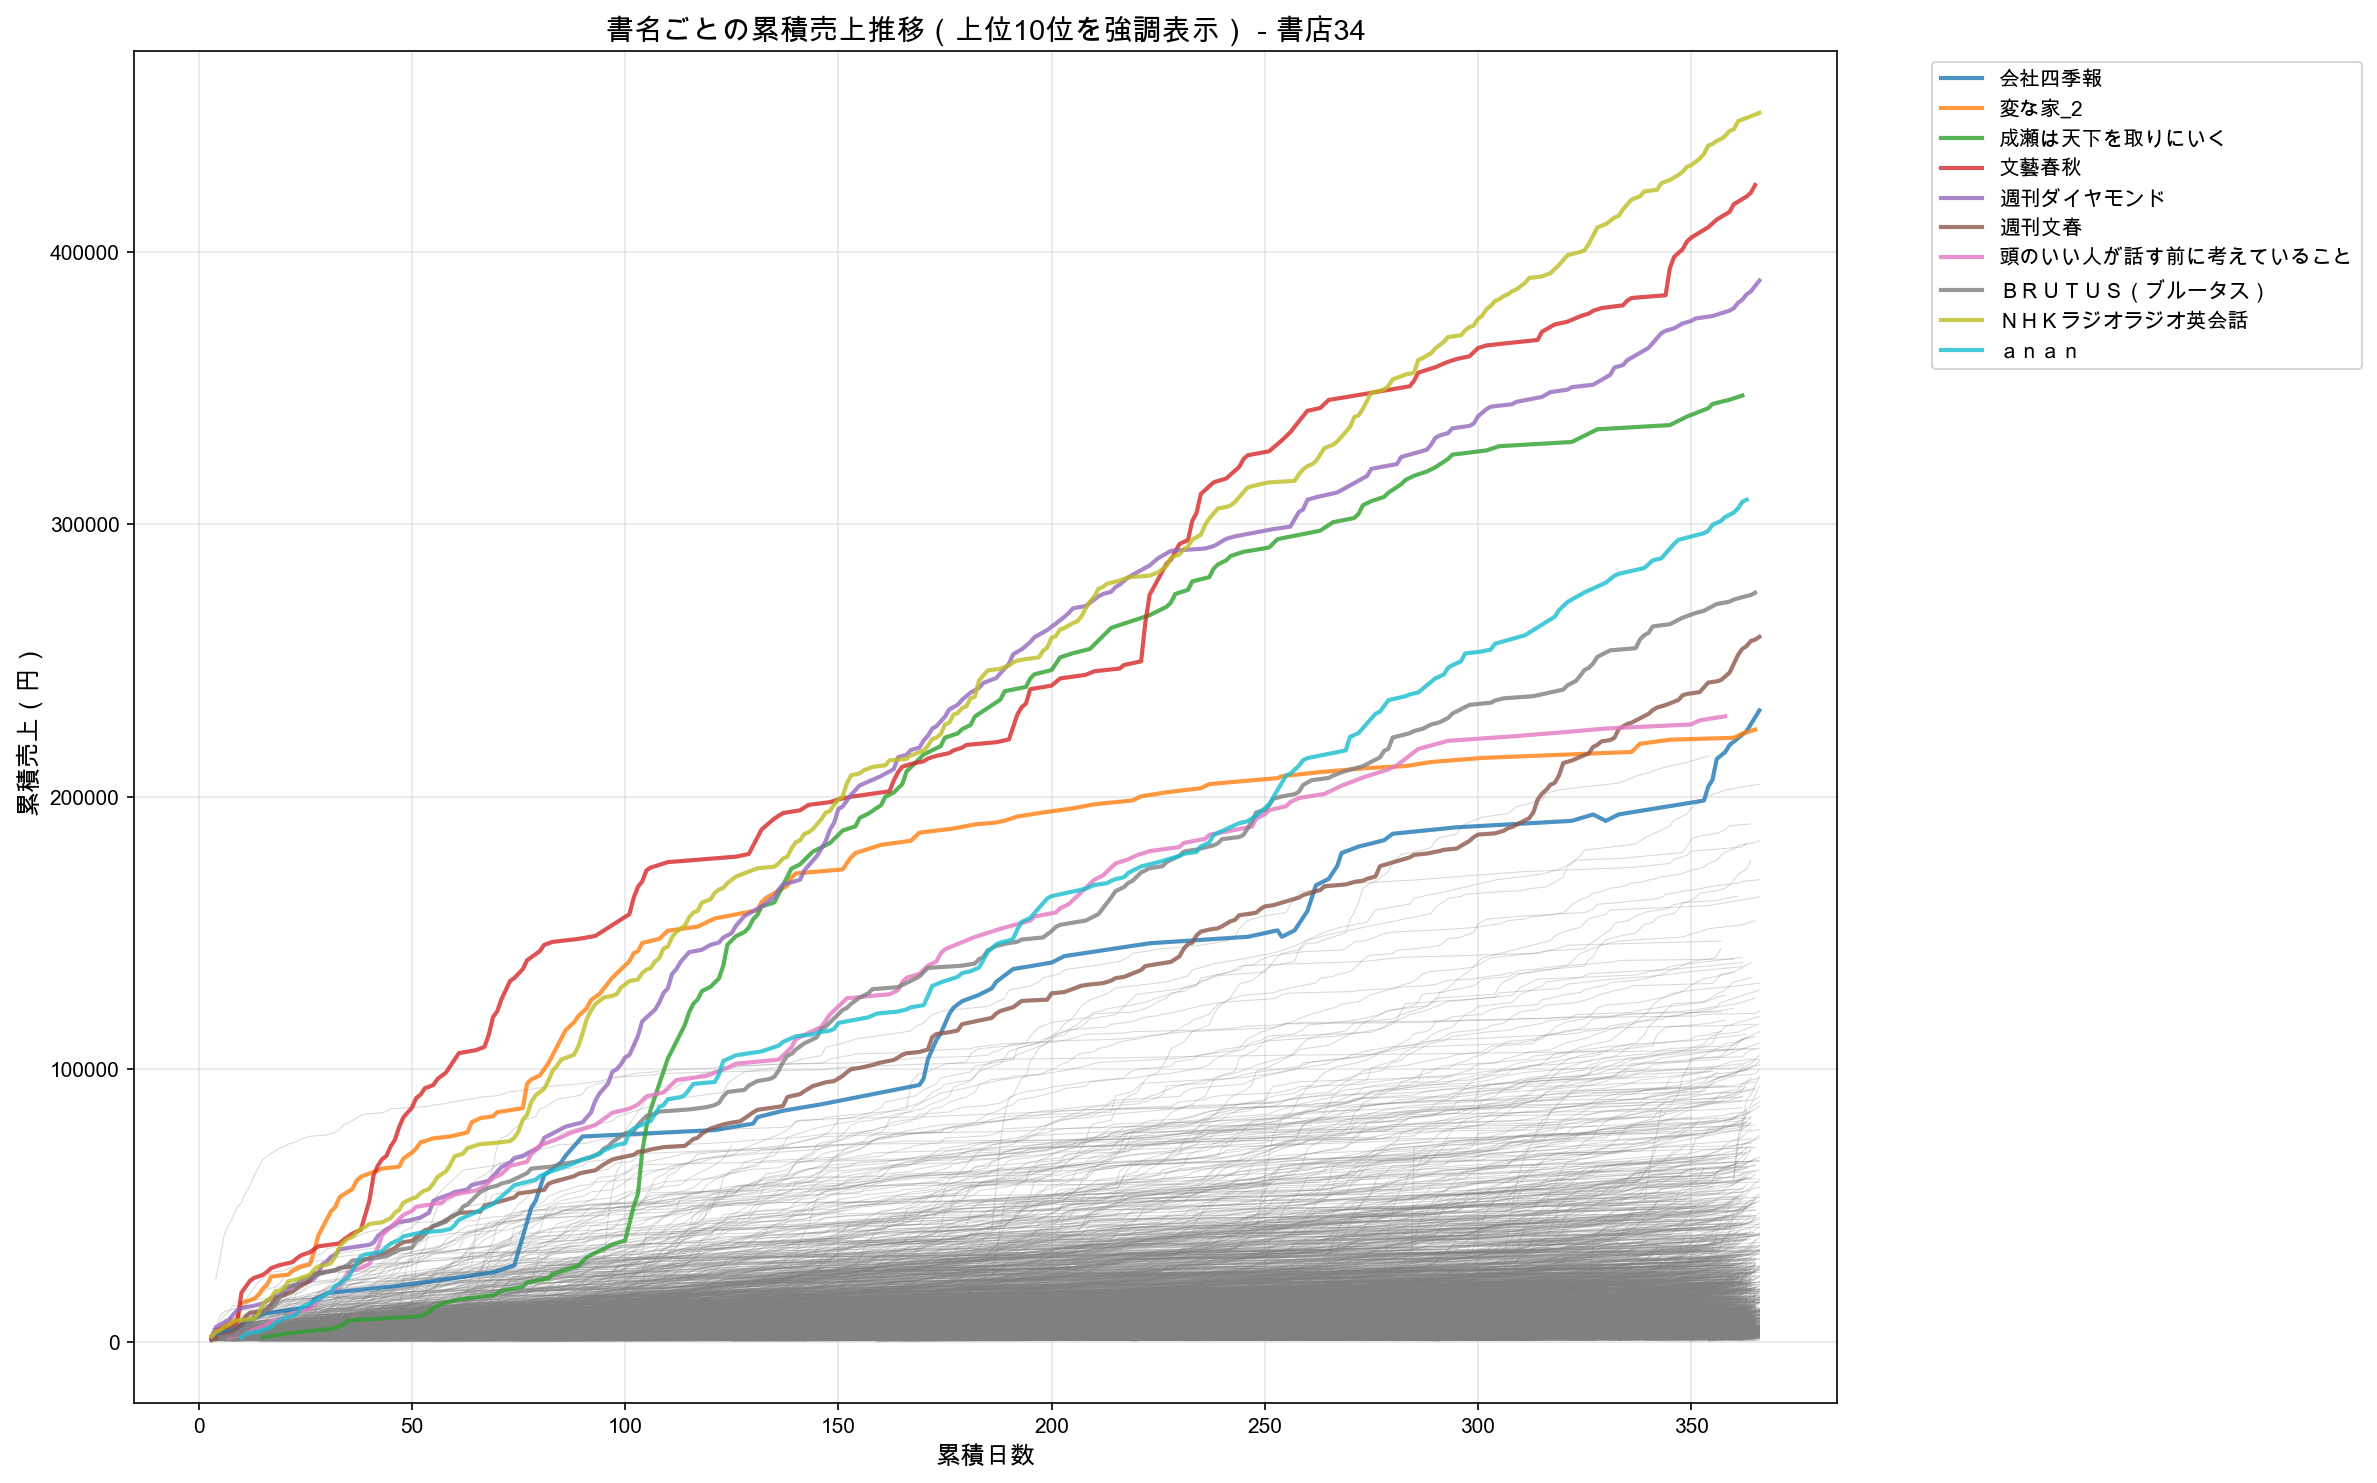 書名ごとの累積売上推移（上位10位を強調表示） - 書店34
会社四季報
変な家_2
成瀬は天下を取りにいく
文藝春秋
週刊ダイヤモンド
週刊文春
頭のいい人が話す前に考えていること
ＢＲＵＴＵＳ（ブルータス）
ＮＨＫラジオラジオ英会話
ａｎａｎ
累積売上（円）
400000
300000
200000
100000
0
0 50 100 150 200 250 300 350
累積日数